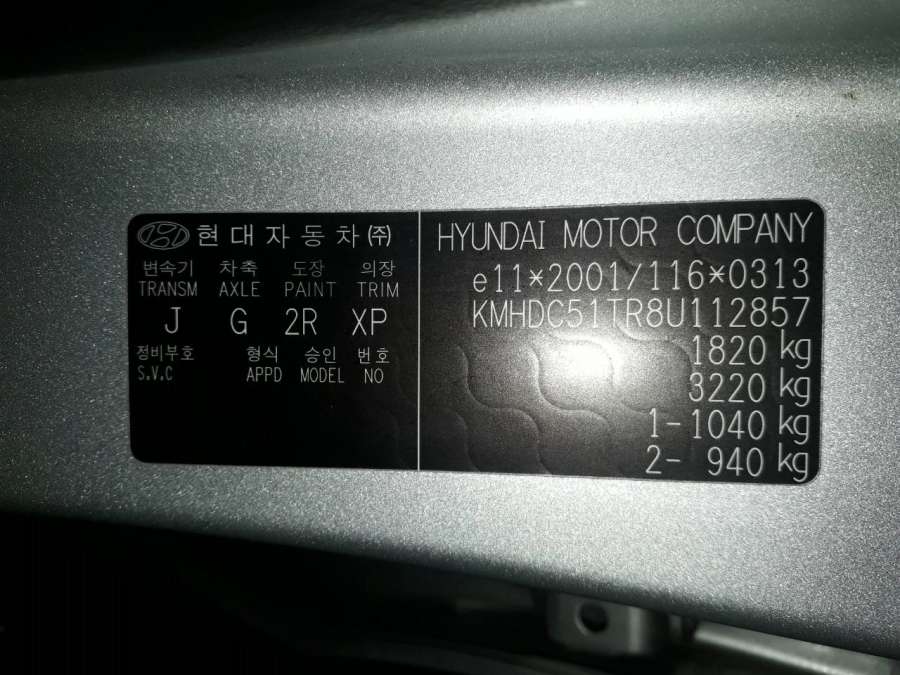 현대자동차㈜
변속기 차축 도장 의장
TRANSM AXLE PAINT TRIM
J G 2R XP
정비부호 형식 승인 번호
S.V.C APPD MODEL NO
HYUNDAI MOTOR COMPANY
e11*2001/116*0313
KMHDC51TR8U112857
1820 kg
3220 kg
1- 1040 kg
2- 940 kg